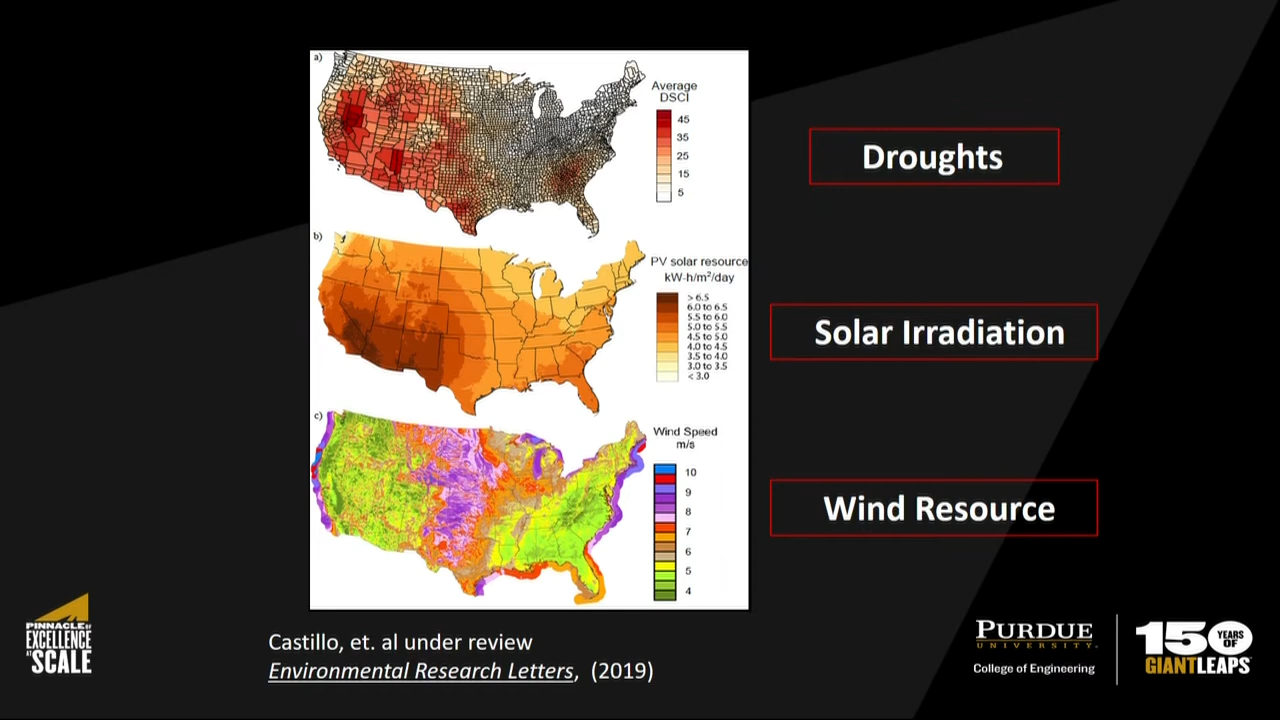 a)
Average
DSCI
45
35
25
15
5
Droughts
b)
PV solar resource
kW-h/m²/day
> 6.5
6.0 to 6.5
5.5 to 6.0
5.0 to 5.5
4.5 to 5.0
4.0 to 4.5
3.5 to 4.0
3.0 to 3.5
< 3.0
Solar Irradiation
c)
Wind Speed
m/s
10
9
8
7
6
5
4
Wind Resource
PINNACLE OF
EXCELLENCE
AT SCALE
Castillo, et. al under review
Environmental Research Letters, (2019)
PURDUE
UNIVERSITY.
College of Engineering
150 YEARS OF
GIANT LEAPS